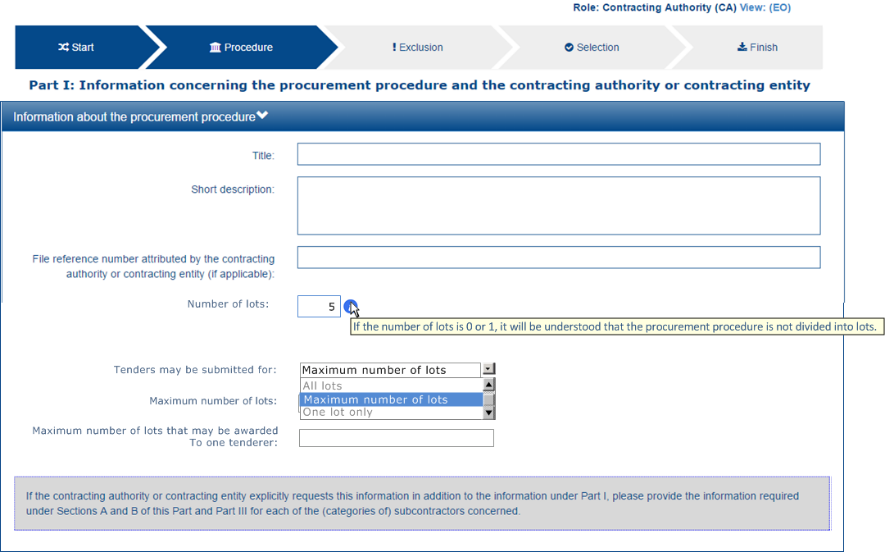 Role: Contracting Authority (CA) View: (EO)
Start
Procedure
Exclusion
Selection
Finish
Part I: Information concerning the procurement procedure and the contracting authority or contracting entity
Information about the procurement procedure
Title:
Short description:
File reference number attributed by the contracting
authority or contracting entity (if applicable):
Number of lots:
5
If the number of lots is 0 or 1, it will be understood that the procurement procedure is not divided into lots.
Tenders may be submitted for:
Maximum number of lots
All lots
Maximum number of lots:
Maximum number of lots
One lot only
Maximum number of lots that may be awarded
To one tenderer:
If the contracting authority or contracting entity explicitly requests this information in addition to the information under Part I, please provide the information required
under Sections A and B of this Part and Part III for each of the (categories of) subcontractors concerned.